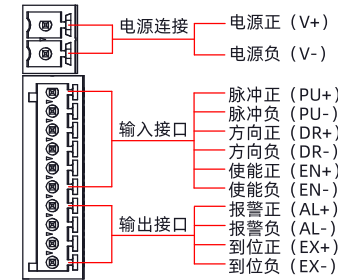 电源连接
电源正（V+）
电源负（V-）
输入接口
脉冲正（PU+）
脉冲负（PU-）
方向正（DR+）
方向负（DR-）
使能正（EN+）
使能负（EN-）
输出接口
报警正（AL+）
报警负（AL-）
到位正（EX+）
到位负（EX-）